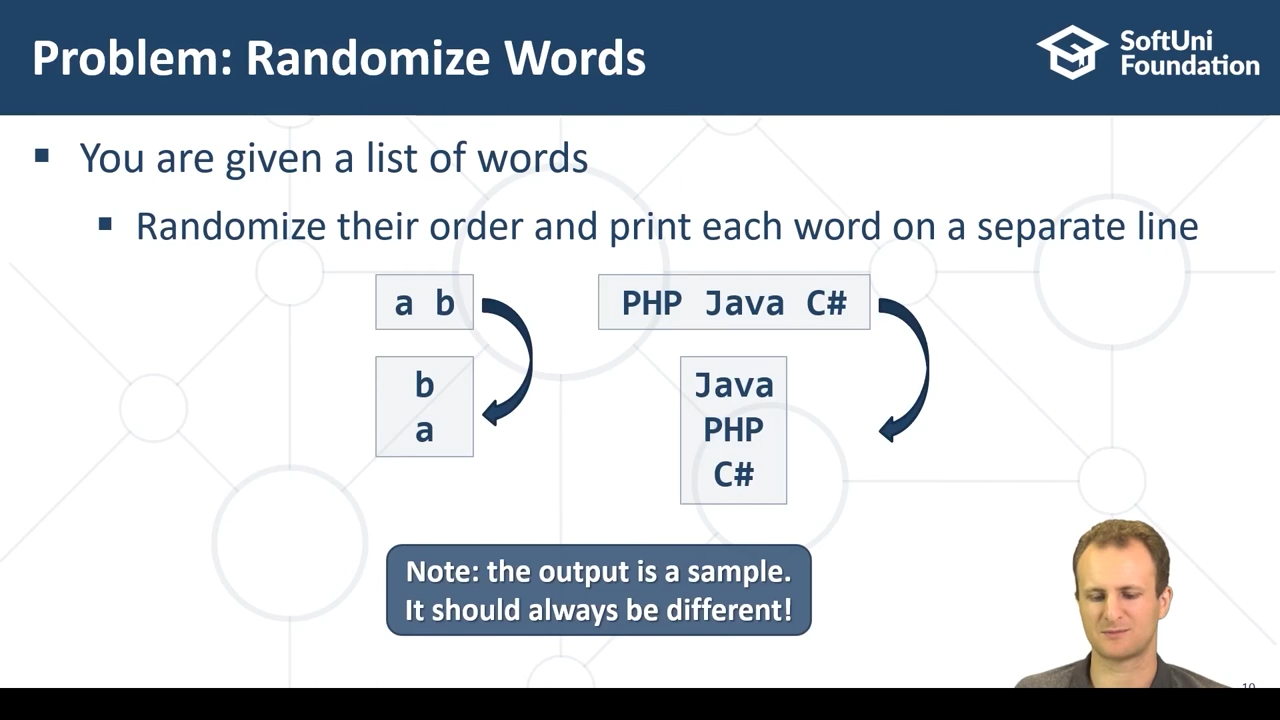 Problem: Randomize Words
SoftUni
Foundation
You are given a list of words
Randomize their order and print each word on a separate line
a b
PHP Java C#
b
a
Java
PHP
C#
Note: the output is a sample.
It should always be different!